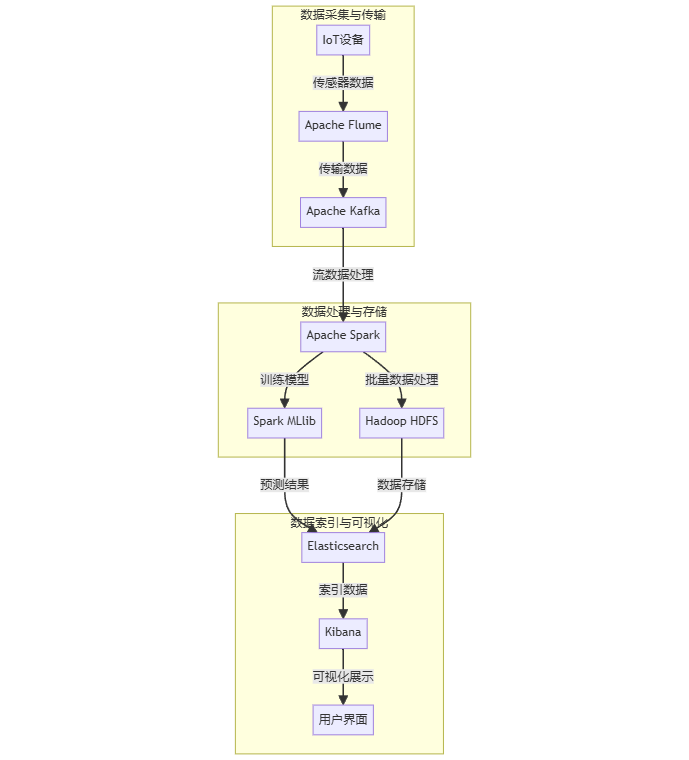 数据采集与传输
IoT设备
传感器数据
Apache Flume
传输数据
Apache Kafka
流数据处理
数据处理与存储
Apache Spark
训练模型
批量数据处理
Spark MLlib
Hadoop HDFS
预测结果
数据存储
数据索引与可视化
Elasticsearch
索引数据
Kibana
可视化展示
用户界面